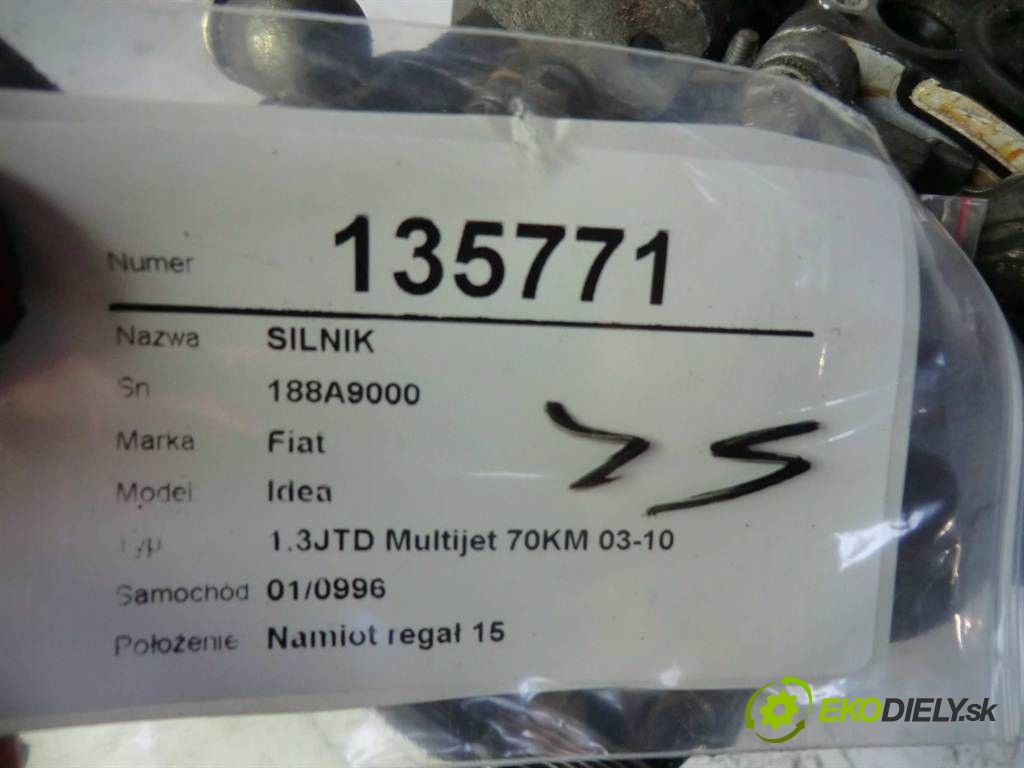 Numer 135771
Nazwa SILNIK
Sn 188A9000
Marka Fiat
Model Idea
Typ 1.3JTD Multijet 70KM 03-10
Samochód 01/0996
Położenie Namiot regał 15
75
EKODIELY.sk